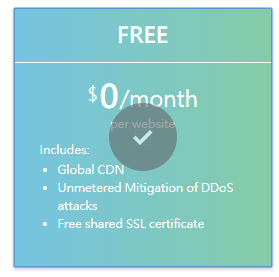 FREE
$0/month
per website
Includes:
Global CDN
Unmetered Mitigation of DDoS
attacks
Free shared SSL certificate